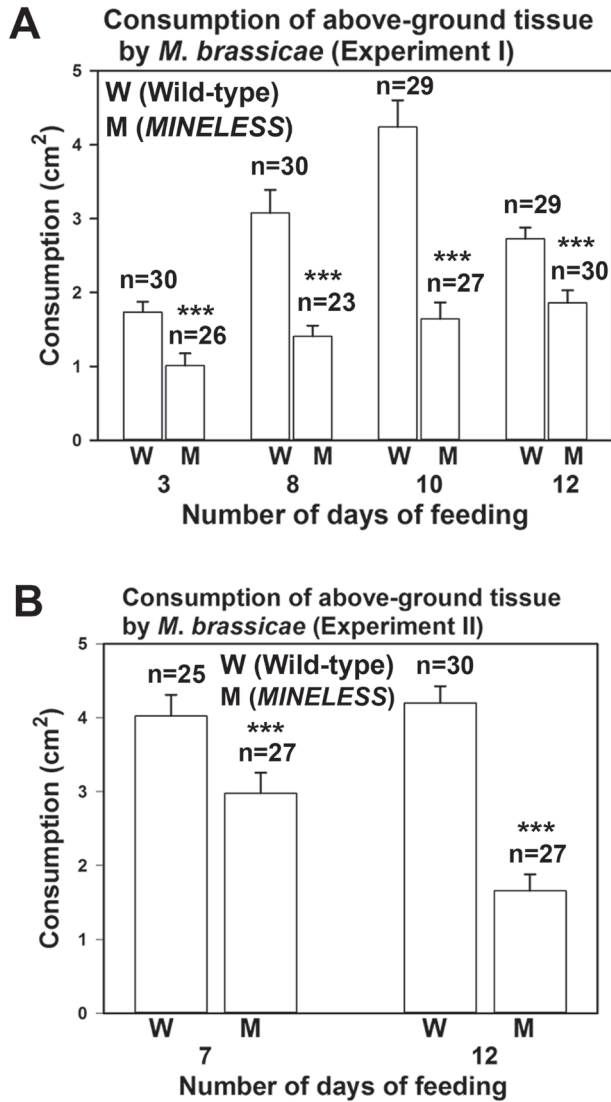 A
Consumption of above-ground tissue
by M. brassicae (Experiment I)
W (Wild-type)
M (MINELESS)
Consumption (cm2)
5
4
3
2
1
0
n=30
***
n=26
n=30
***
n=23
n=29
***
n=27
n=29
***
n=30
W M W M W M W M
3 8 10 12
Number of days of feeding
B
Consumption of above-ground tissue
by M. brassicae (Experiment II)
W (Wild-type)
M (MINELESS)
Consumption (cm2)
5
4
3
2
1
0
n=25
***
n=27
n=30
***
n=27
W M W M
7 12
Number of days of feeding